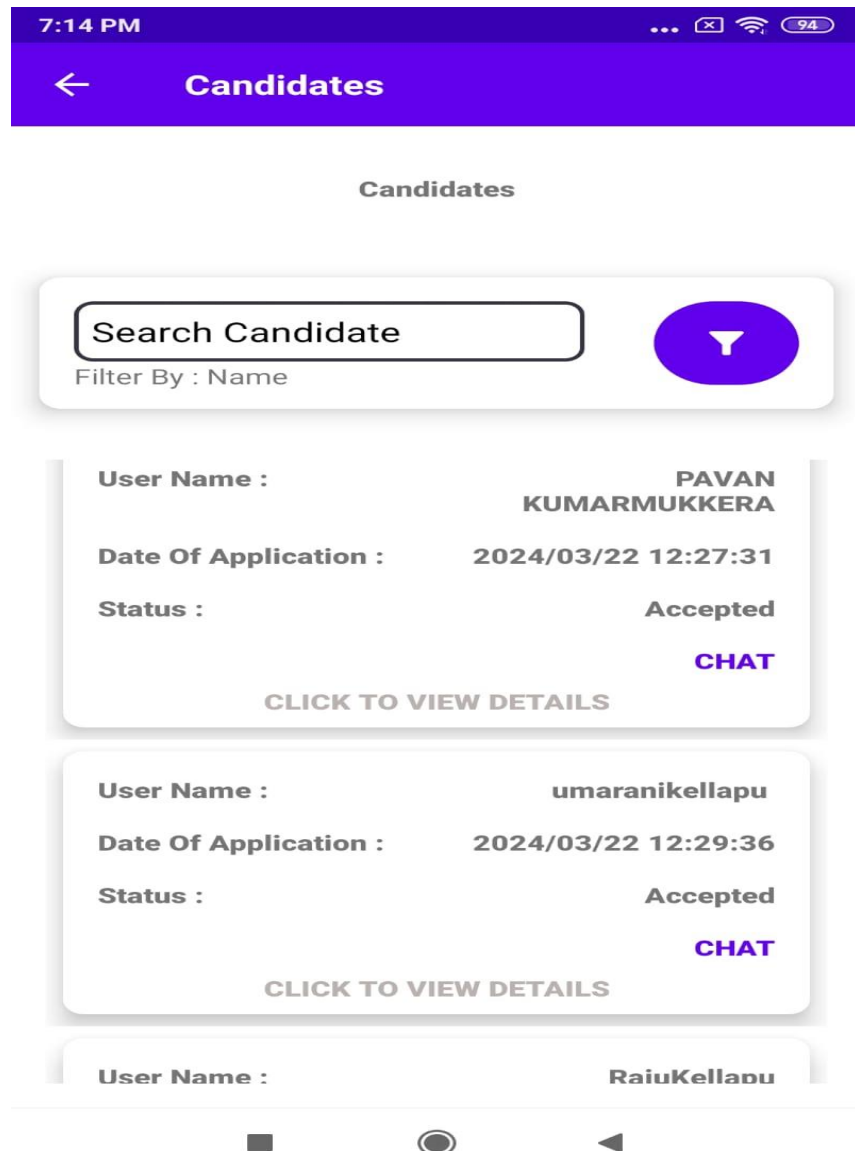 7:14 PM 94
Candidates
Candidates
Search Candidate
Filter By : Name
User Name : PAVAN
KUMARMUKKERA
Date Of Application : 2024/03/22 12:27:31
Status : Accepted
CHAT
CLICK TO VIEW DETAILS
User Name : umaranikellapu
Date Of Application : 2024/03/22 12:29:36
Status : Accepted
CHAT
CLICK TO VIEW DETAILS
User Name : RajuKellapu